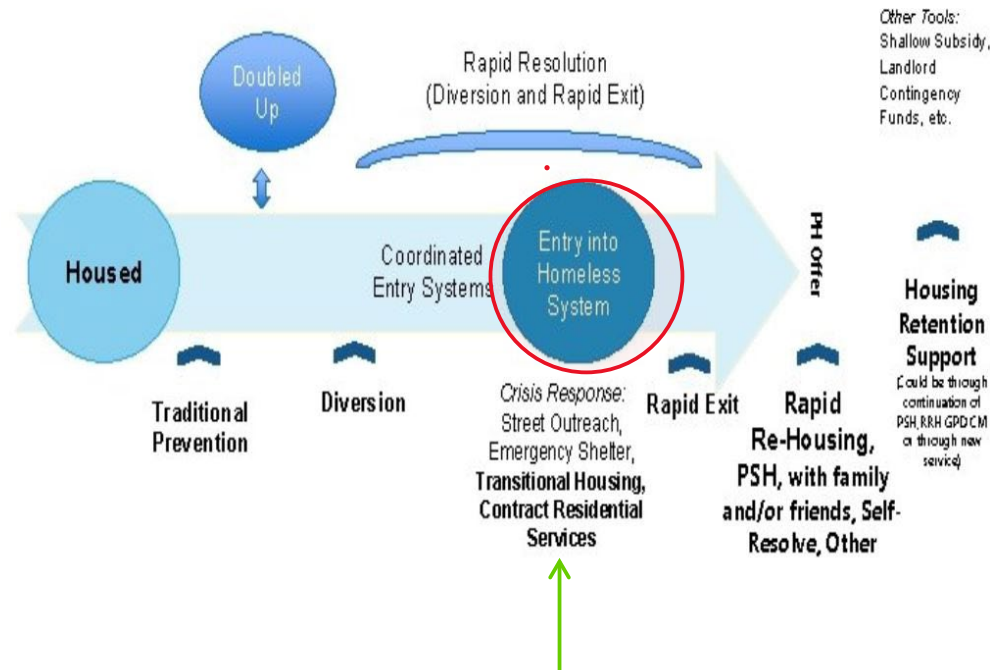 Other Tools:
Shallow Subsidy,
Landlord
Contingency
Funds, etc.
Rapid Resolution
(Diversion and Rapid Exit)
Doubled
Up
Housed
Coordinated
Entry Systems
Entry into
Homeless
System
PH Offer
Traditional
Prevention
Diversion
Crisis Response:
Street Outreach,
Emergency Shelter,
Transitional Housing,
Contract Residential
Services
Rapid Exit
Rapid
Re-Housing,
PSH, with family
and/or friends, Self-
Resolve, Other
Housing
Retention
Support
(Could be through
continuation of
PSH, RRH GPD CM
or through new
service)